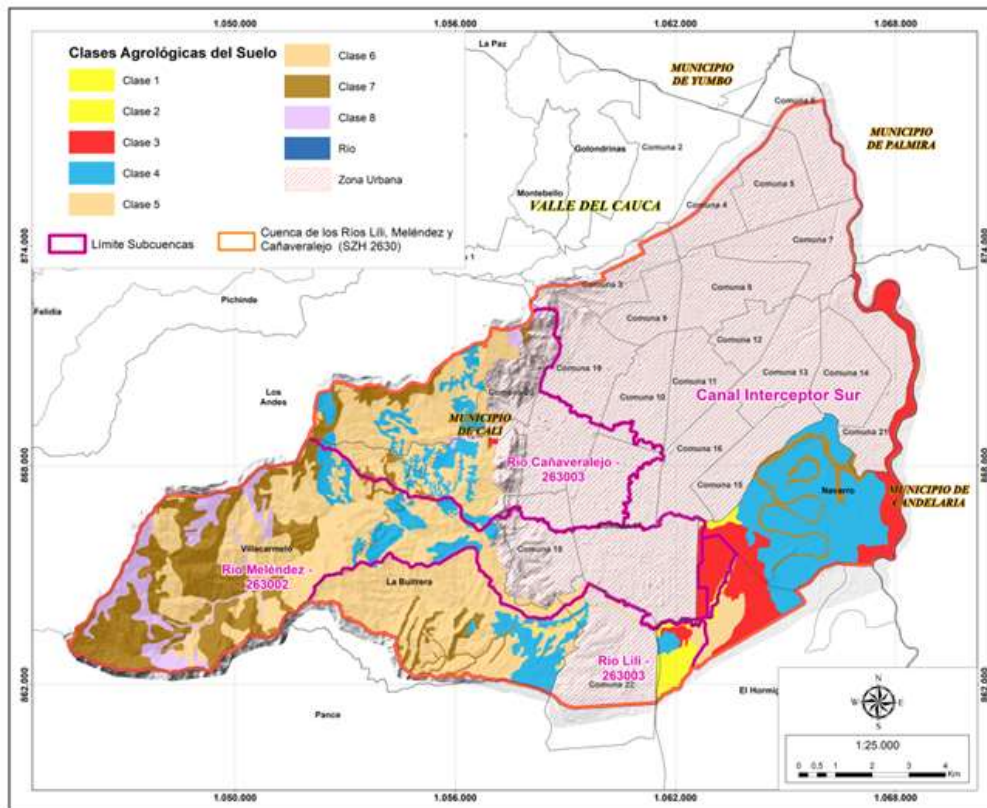 1.050.000
1.056.000
1.062.000
1.068.000
Clases Agrológicas del Suelo
Clase 1
Clase 2
Clase 3
Clase 4
Clase 5
Clase 6
Clase 7
Clase 8
Río
Zona Urbana
Límite Subcuencas
Cuenca de los Ríos Lili, Meléndez y
Cañaveralejo (SZH 2630)
La Paz
MUNICIPIO
DE YUMBO
Comuna 6
MUNICIPIO
DE PALMIRA
Golondrinas
Comuna 2
Montebello
VALLE DEL CAUCA
Comuna 4
Comuna 5
Comuna 7
874.000
874.000
Comuna 3
Comuna 8
Pichinde
Felidia
Comuna 9
Comuna 12
Comuna 19
Comuna 13
Comuna 14
Los
Andes
Comuna 10
Comuna 11
Canal Interceptor Sur
MUNICIPIO
DE CALI
Comuna 21
Comuna 16
868.000
868.000
Río Cañaveralejo -
263003
Comuna 15
Navarro
MUNICIPIO DE
CANDELARIA
Comuna 18
Villacarmelo
Río Meléndez -
263002
La Buitrera
Río Lili -
263003
Comuna 22
862.000
862.000
Pance
El Hormig
N
W
E
S
1:25.000
0 0.5 1 2 3 4
Km
1.050.000
1.056.000
1.062.000
1.068.000